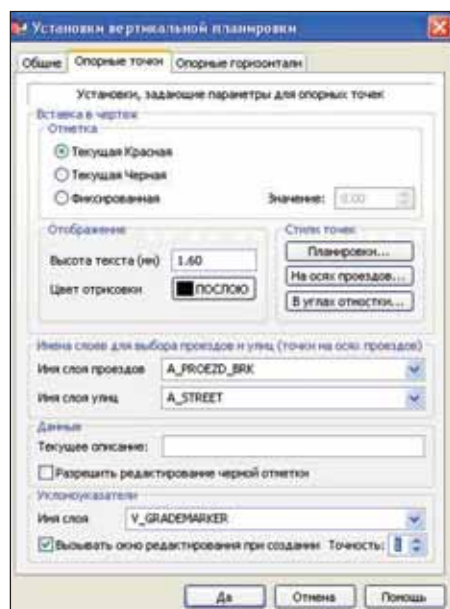 Установки вертикальной планировки
Общие Опорные точки Опорные горизонтали
Установки, задающие параметры для опорных точек
Вставка в чертеж
Отметка
Текущая Красная
Текущая Черная
Фиксированная Значение: 0.00
Отображение Стили точек
Высота текста (мм) 1.60 Планировки...
Цвет отрисовки ПОСЛОЮ На осях проездов...
В углах отмостки...
Имена слоев для выбора проездов и улиц (точки на осях проездов)
Имя слоя проездов A_PROEZD_BRK
Имя слоя улиц A_STREET
Данные
Текущее описание:
Разрешить редактирование черной отметки
Уклоноуказатели
Имя слоя V_GRADEMARKER
Вызывать окно редактирования при создании Точность:
Да Отмена Помощь